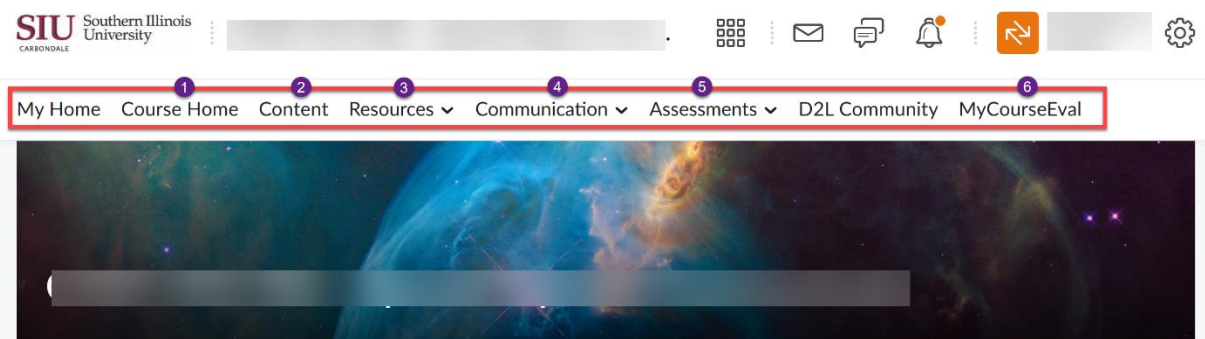 SIU Southern Illinois
University
CARBONDALE
1 2 3 4 5 6
My Home Course Home Content Resources Communication Assessments D2L Community MyCourseEval